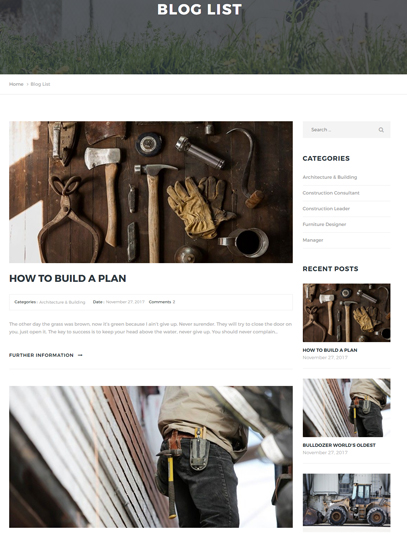 BLOG LIST
Home > Blog List
Search ...
CATEGORIES
Architecture & Building
Construction Consultant
Construction Leader
Furniture Designer
Manager
HOW TO BUILD A PLAN
Categories : Architecture & Building Date : November 27, 2017 Comments
The other day the grass was brown, now it's green because I ain't give up. Never surrender. They will try to close the door on
you, just open it. The key to success is to keep your head above the water, never give up. You should never complain...
FURTHER INFORMATION →
RECENT POSTS
HOW TO BUILD A PLAN
November 27, 2017
BULLDOZER WORLD'S OLDEST
November 27, 2017